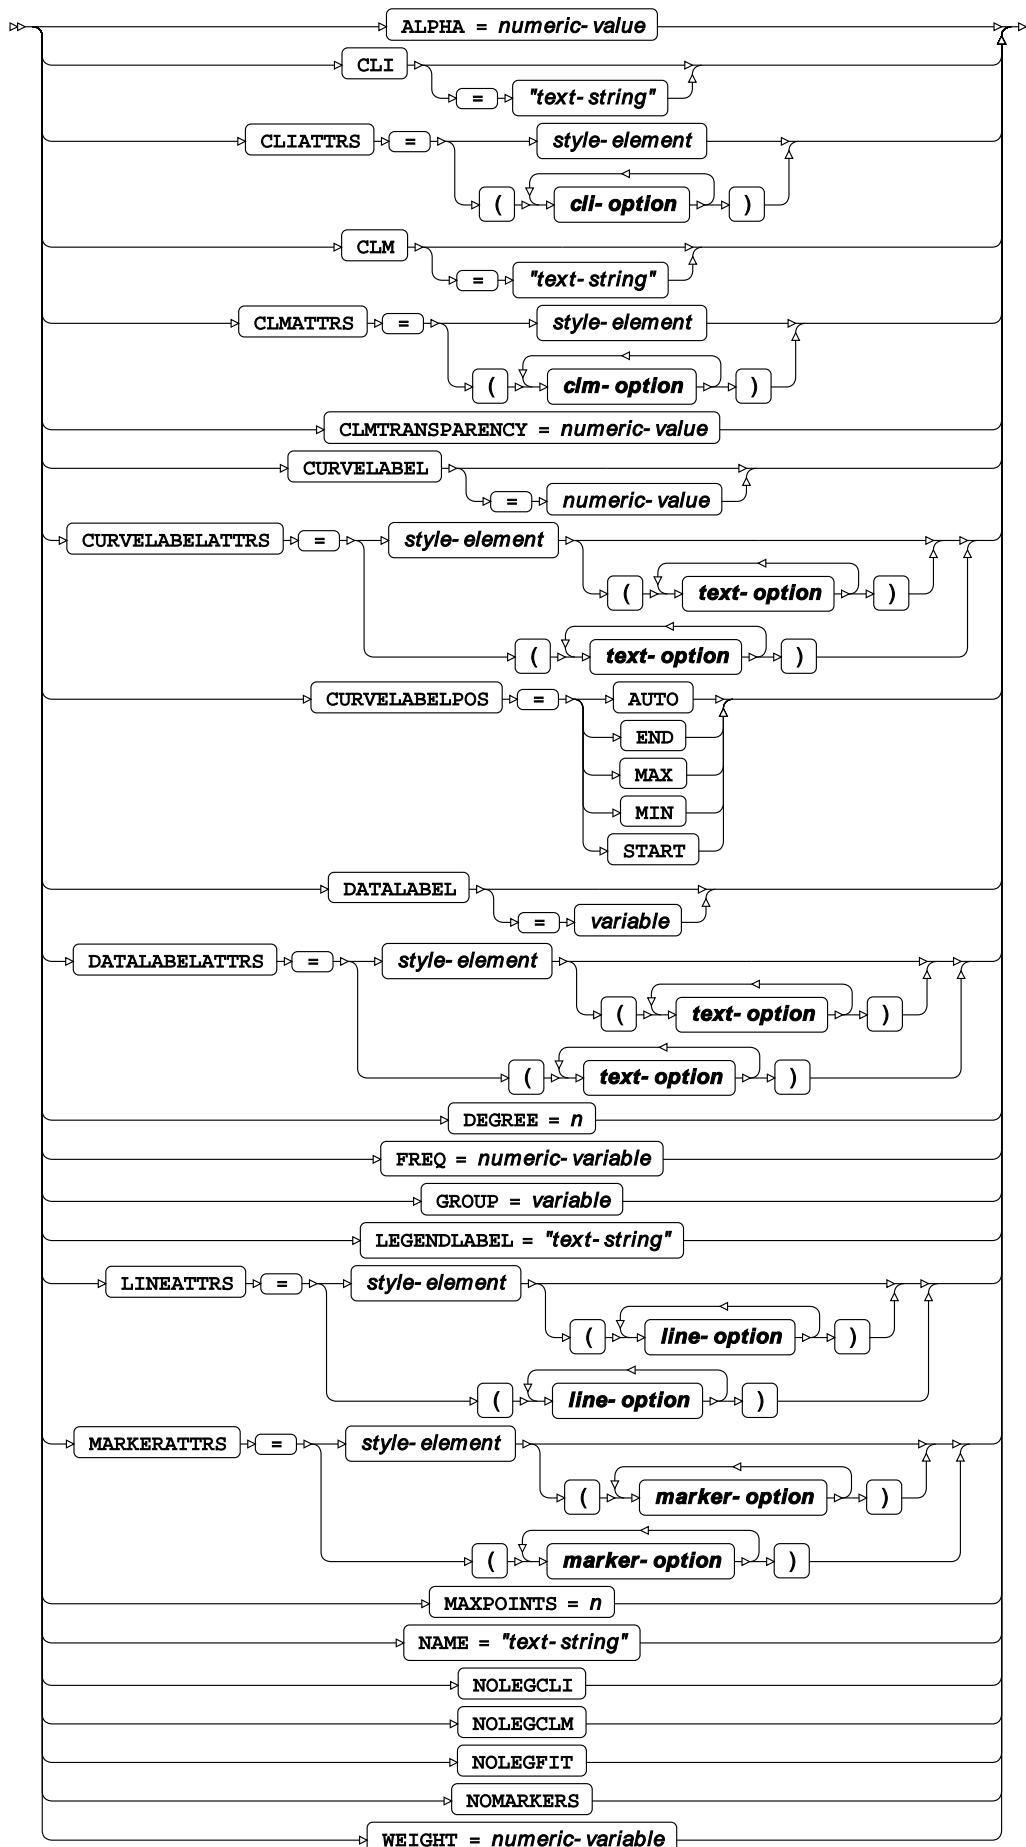 ALPHA = numeric-value
CLI
= "text-string"
CLIATTRS = style-element
( cli-option )
CLM
= "text-string"
CLMATTRS = style-element
( clm-option )
CLMTRANSPARENCY = numeric-value
CURVELABEL
= numeric-value
CURVELABELATTRS = style-element
( text-option )
( text-option )
CURVELABELPOS = AUTO
END
MAX
MIN
START
DATALABEL
= variable
DATALABELATTRS = style-element
( text-option )
( text-option )
DEGREE = n
FREQ = numeric-variable
GROUP = variable
LEGENDLABEL = "text-string"
LINEATTRS = style-element
( line-option )
( line-option )
MARKERATTRS = style-element
( marker-option )
( marker-option )
MAXPOINTS = n
NAME = "text-string"
NOLEGCLI
NOLEGCLM
NOLEGFIT
NOMARKERS
WEIGHT = numeric-variable